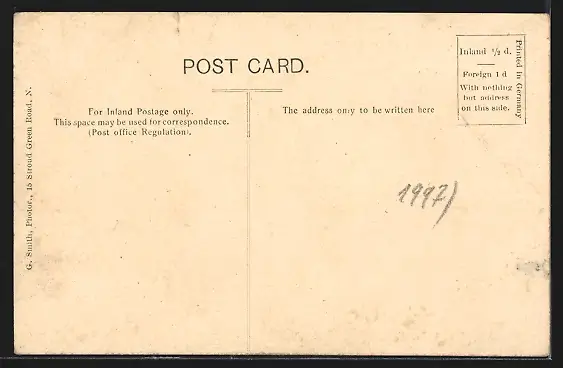 POST CARD.
Inland ½ d.
Foreign 1 d
With nothing
but address
on this side.
Printed in Germany
For Inland Postage only.
This space may be used for correspondence.
(Post office Regulation).
The address only to be written here
1997)
G. Smith, Photor., 15 Stroud Green Road, N.